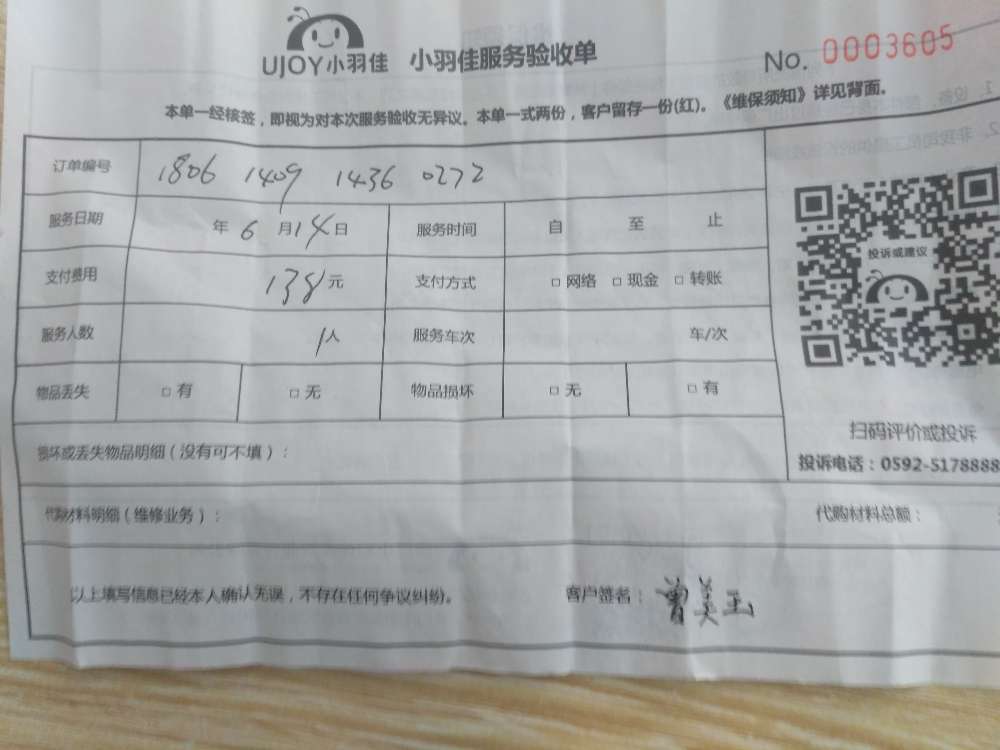 UJOY小羽佳 小羽佳服务验收单 No. 0003605
本单一经核签，即视为对本次服务验收无异议。本单一式两份，客户留存一份(红)。《维保须知》详见背面。
订单编号 1806 1409 1436 0272
服务日期 年 6 月 14 日 服务时间 自 至 止
支付费用 138 元 支付方式 □ 网络 □ 现金 □ 转账
服务人数 1人 服务车次 车/次
物品丢失 □ 有 □ 无 物品损坏 □ 无 □ 有
投诉或建议
扫码评价或投诉
投诉电话：0592-5178888
损坏或丢失物品明细（没有可不填）：
代购材料明细（维修业务）： 代购材料总额：
以上填写信息已经本人确认无误，不存在任何争议纠纷。 客户签名：曾美玉